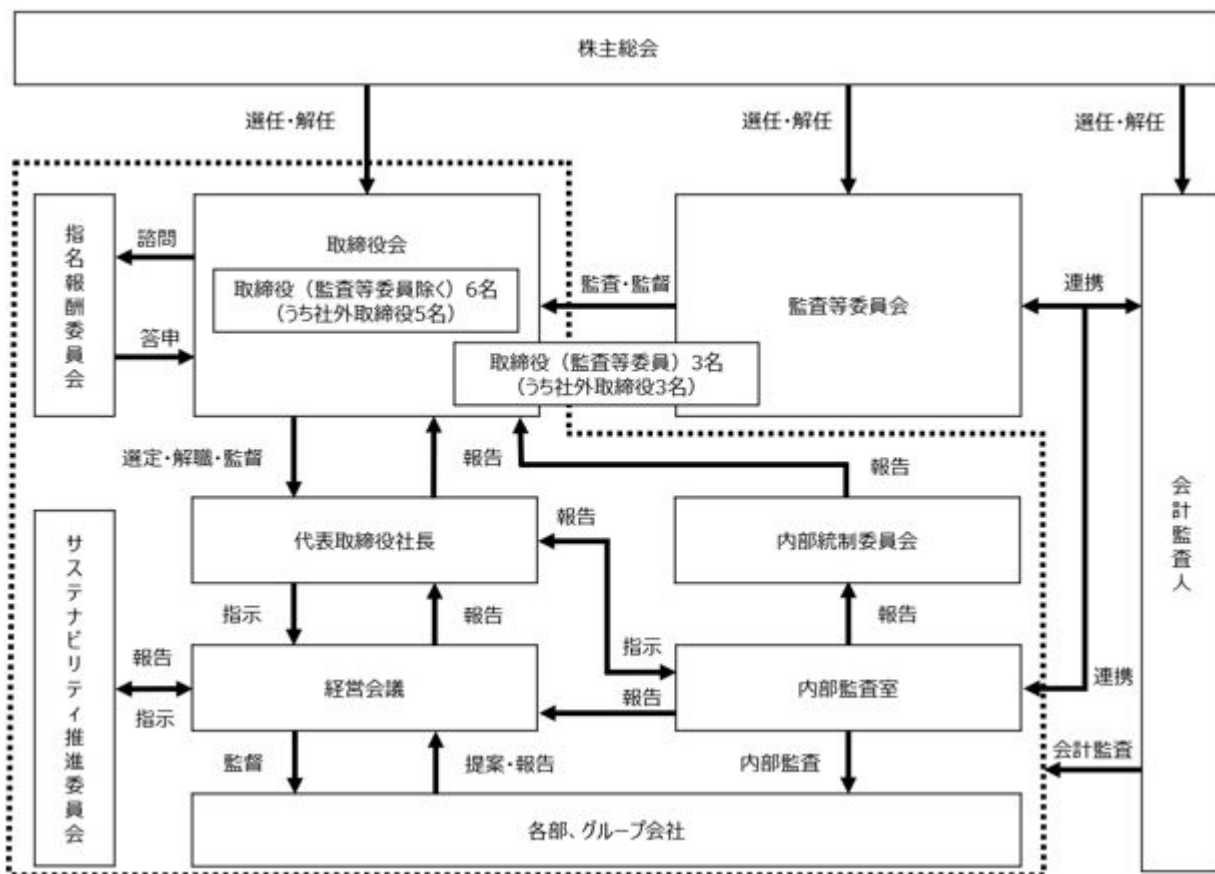 株主総会
選任・解任
選任・解任
選任・解任
指名報酬委員会
諮問
答申
取締役会
取締役（監査等委員除く）6名
（うち社外取締役5名）
監査・監督
監査等委員会
取締役（監査等委員）3名
（うち社外取締役3名）
連携
会計監査人
選定・解職・監督
報告
報告
代表取締役社長
報告
内部統制委員会
サステナビリティ推進委員会
指示
報告
報告
報告
指示
経営会議
指示
報告
内部監査室
連携
監督
提案・報告
内部監査
会計監査
各部、グループ会社